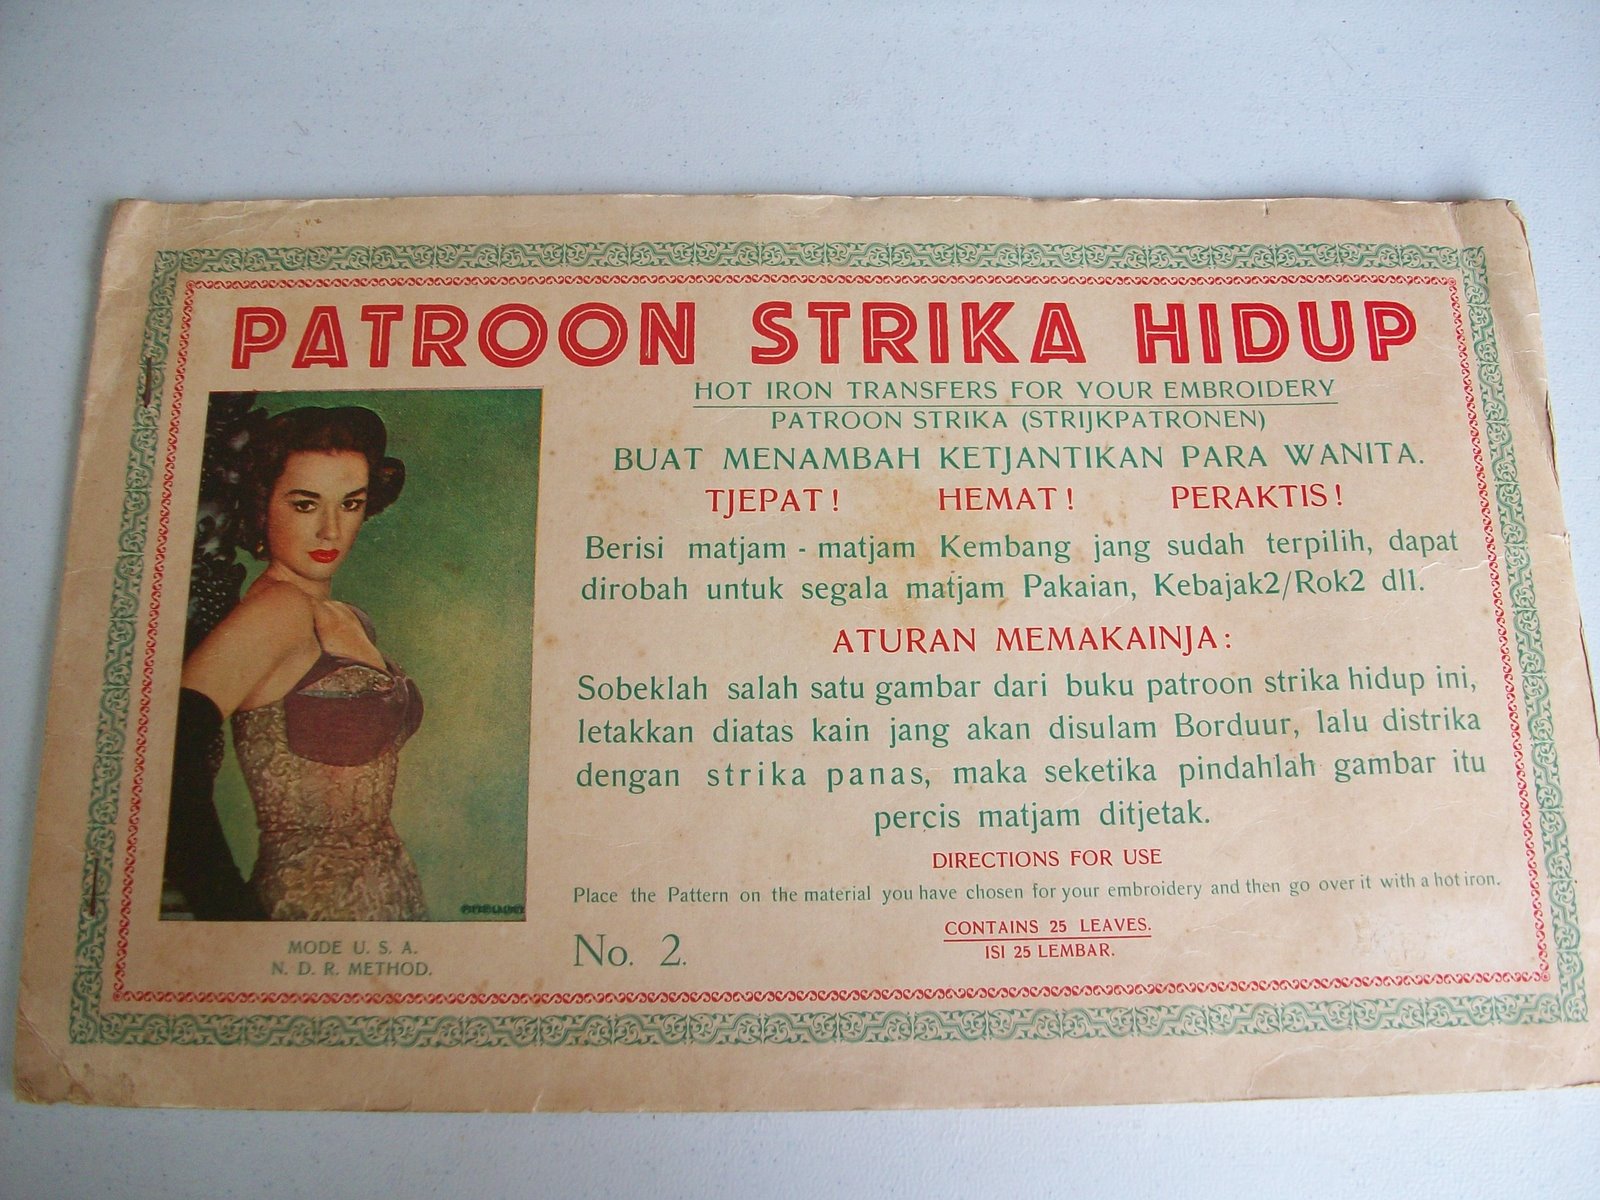 PATROON STRIKA HIDUP
HOT IRON TRANSFERS FOR YOUR EMBROIDERY
PATROON STRIKA (STRIJKPATRONEN)
BUAT MENAMBAH KETJANTIKAN PARA WANITA.
TJEPAT! HEMAT! PERAKTIS!
Berisi matjam - matjam Kembang jang sudah terpilih, dapat
dirobah untuk segala matjam Pakaian, Kebajak2/Rok2 dll.
ATURAN MEMAKAINJA:
Sobeklah salah satu gambar dari buku patroon strika hidup ini,
letakkan diatas kain jang akan disulam Borduur, lalu distrika
dengan strika panas, maka seketika pindahlah gambar itu
percis matjam ditjetak.
DIRECTIONS FOR USE
Place the Pattern on the material you have chosen for your embroidery and then go over it with a hot iron.
CONTAINS 25 LEAVES.
ISI 25 LEMBAR.
No. 2.
MODE U. S. A.
N. D. R. METHOD.